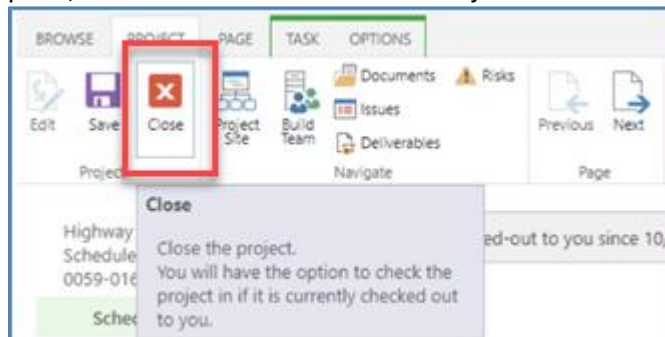 BROWSE PROJECT PAGE TASK OPTIONS
Edit Save Close Project Site Build Team Documents Issues Deliverables Risks Previous Next
Navigate Page
Close
Close the project.
You will have the option to check the
project in if it is currently checked out
to you.
Highway
Schedule
0059-016
ed-out to you since 10,